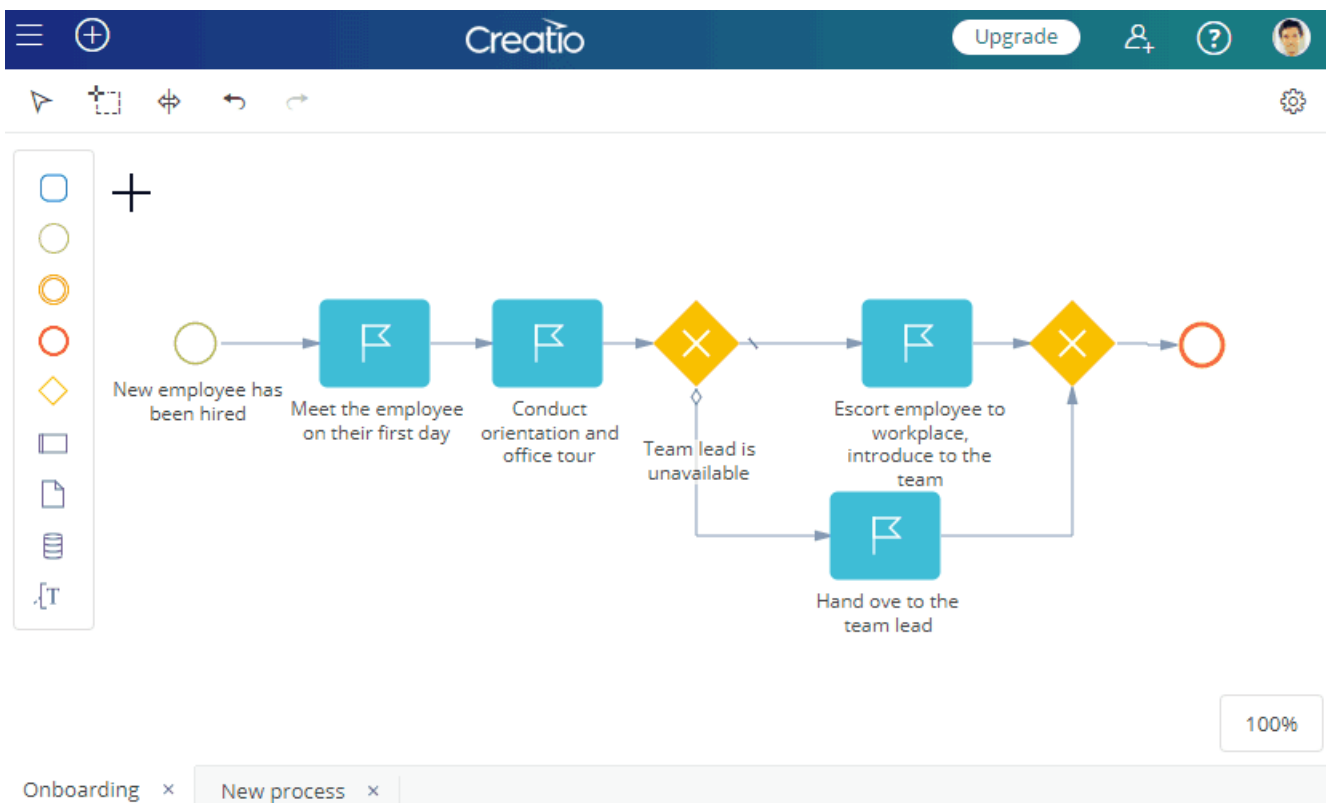 Creatio
Upgrade
New employee has
been hired
Meet the employee
on their first day
Conduct
orientation and
office tour
Team lead is
unavailable
Escort employee to
workplace,
introduce to the
team
Hand ove to the
team lead
T
100%
Onboarding × New process ×